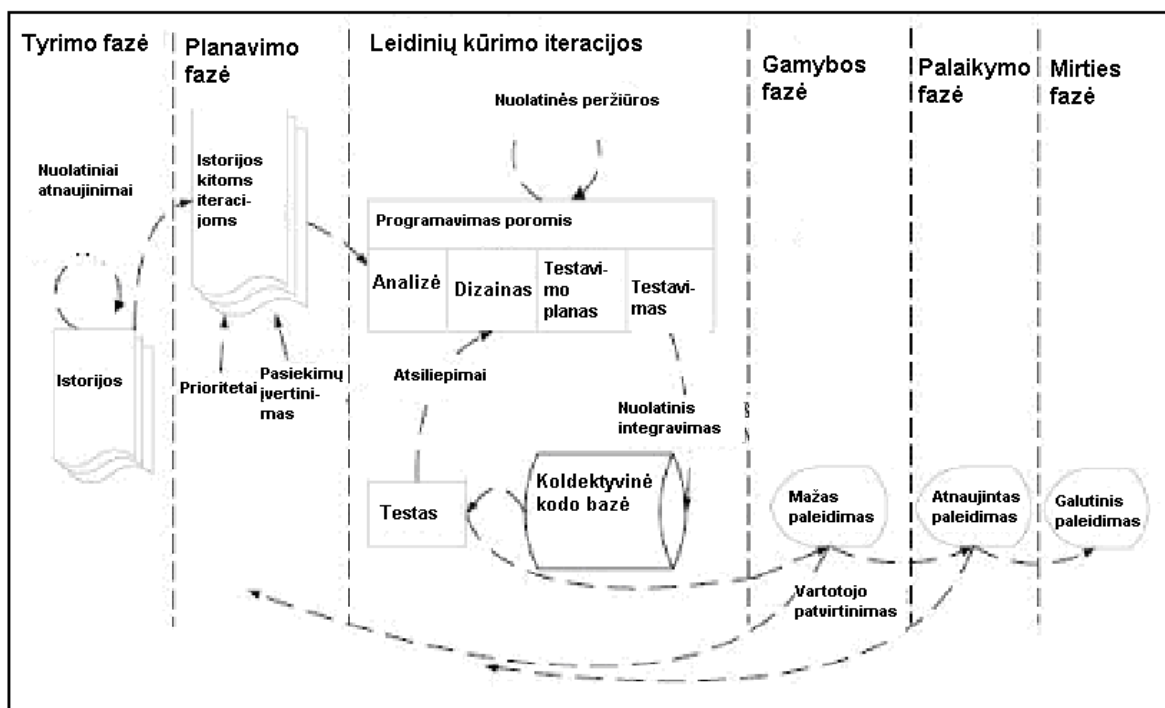 Tyrimo fazė
Planavimo
fazė
Leidinių kūrimo iteracijos
Gamybos
fazė
Palaikymo
fazė
Mirties
fazė
Nuolatiniai
atnaujinimai
Istorijos
Istorijos
kitoms
iteraci-
joms
Prioritetai
Pasiekimų
įvertini-
mas
Nuolatinės peržiūros
Programavimas poromis
Analizė
Dizainas
Testavi-
mo
planas
Testavi-
mas
Atsiliepimai
Nuolatinis
integravimas
Testas
Koldektyvinė
kodo bazė
Mažas
paleidimas
Atnaujintas
paleidimas
Galutinis
paleidimas
Vartotojo
patvirtinimas